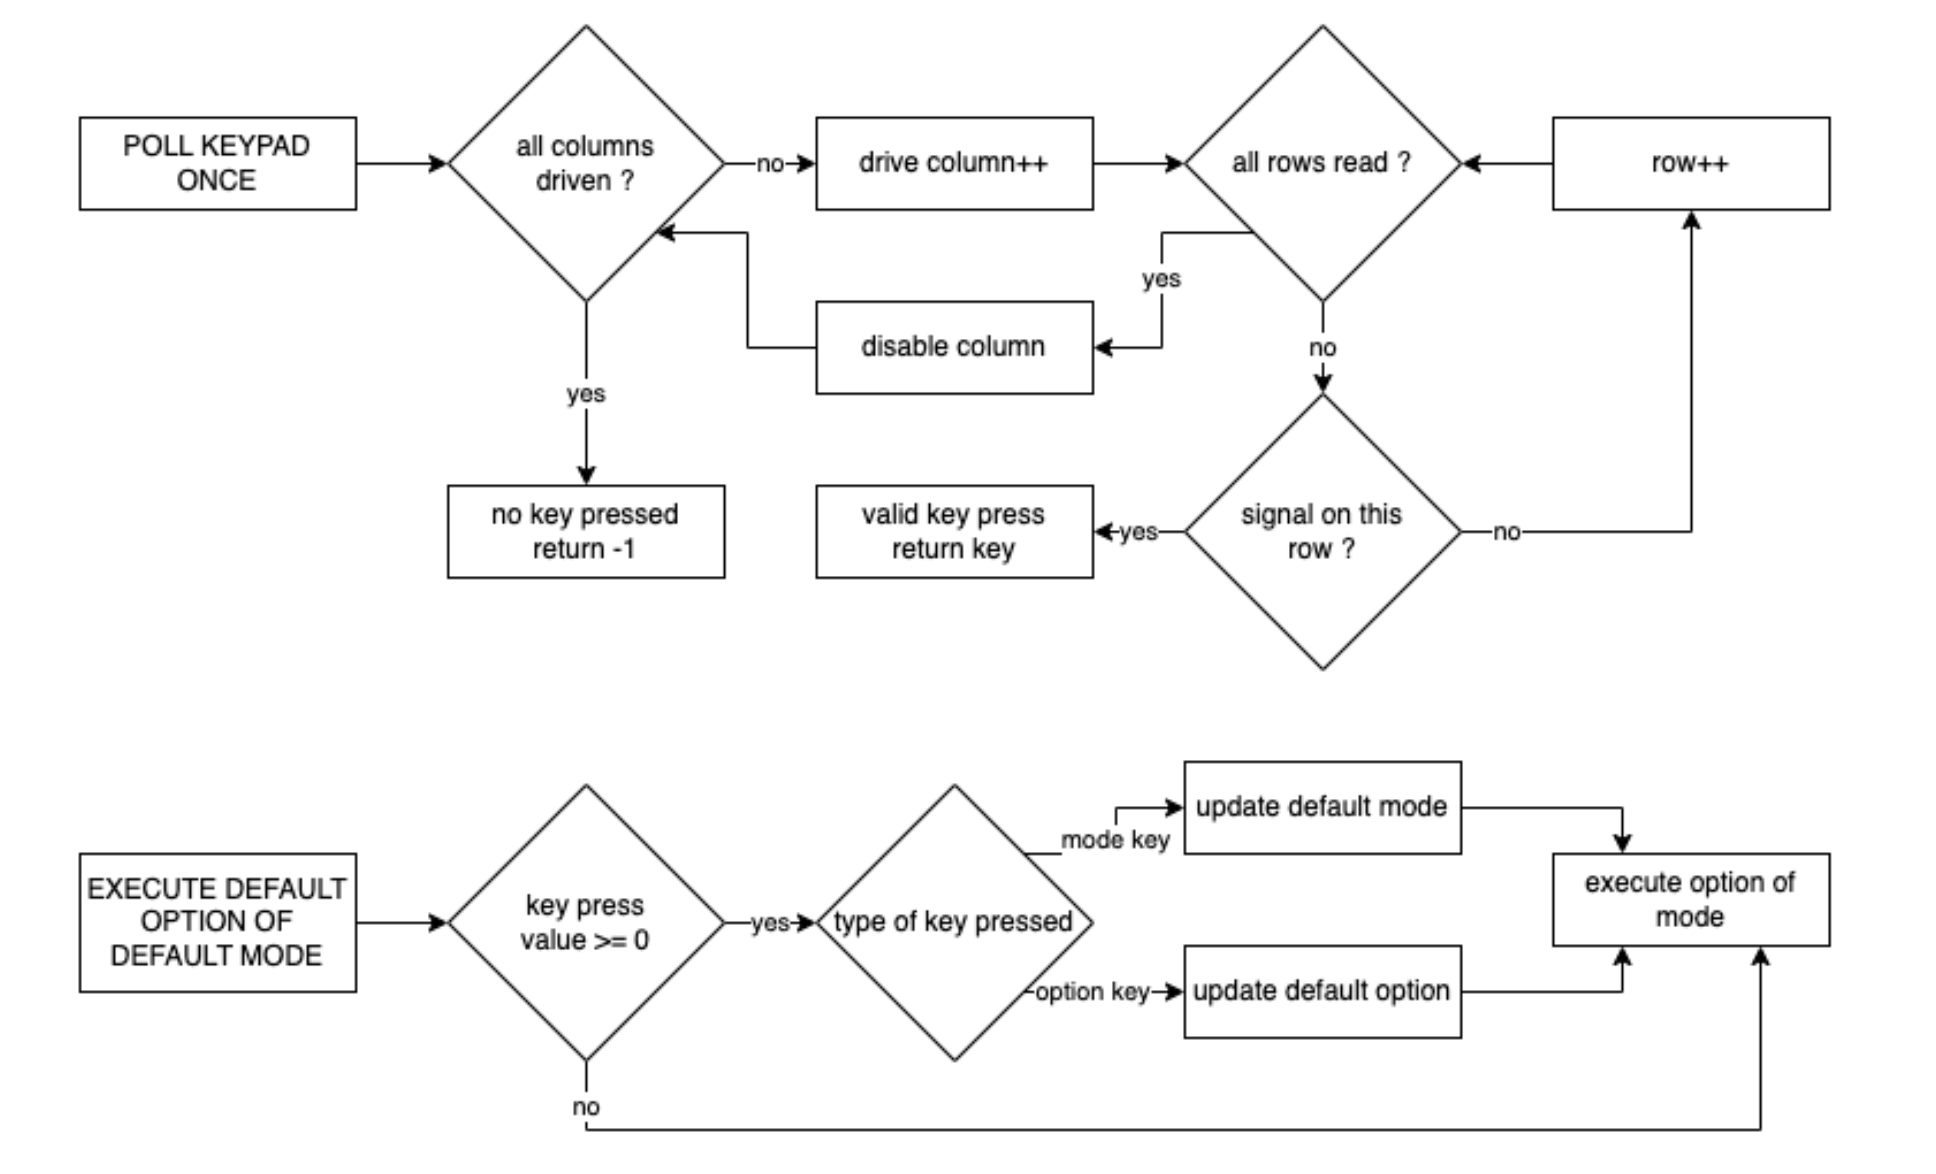 POLL KEYPAD
ONCE
all columns
driven ?
no
drive column++
all rows read ?
row++
yes
disable column
no
yes
no key pressed
return -1
valid key press
return key
yes
signal on this
row ?
no
EXECUTE DEFAULT
OPTION OF
DEFAULT MODE
key press
value >= 0
yes
type of key pressed
mode key
update default mode
option key
update default option
execute option of
mode
no